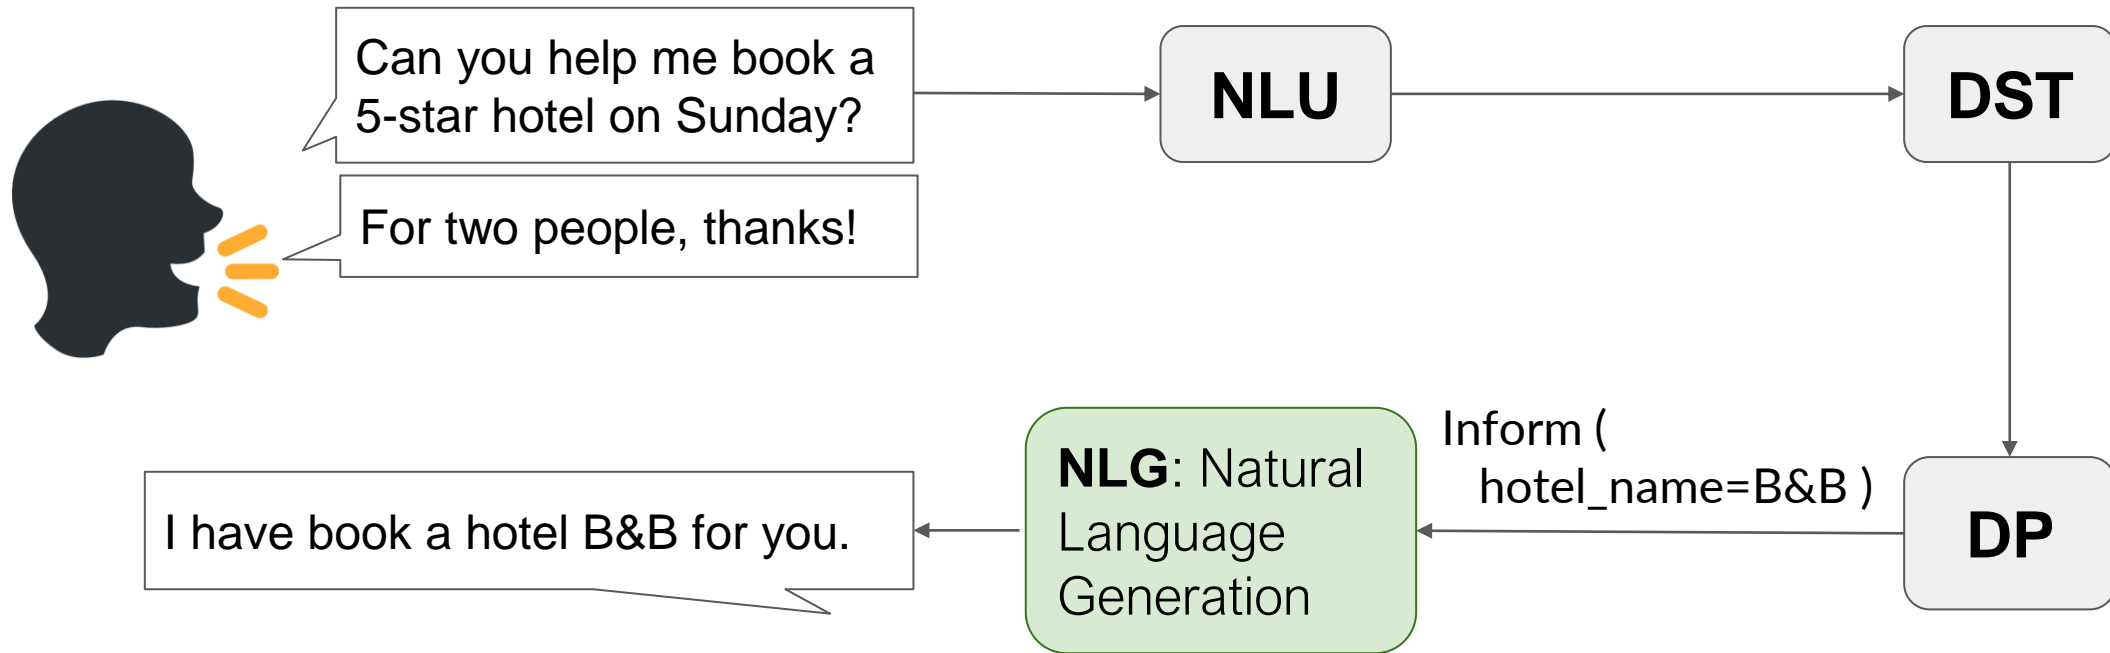 Can you help me book a
5-star hotel on Sunday?
For two people, thanks!
NLU
DST
DP
Inform (
hotel_name=B&B )
NLG: Natural
Language
Generation
I have book a hotel B&B for you.